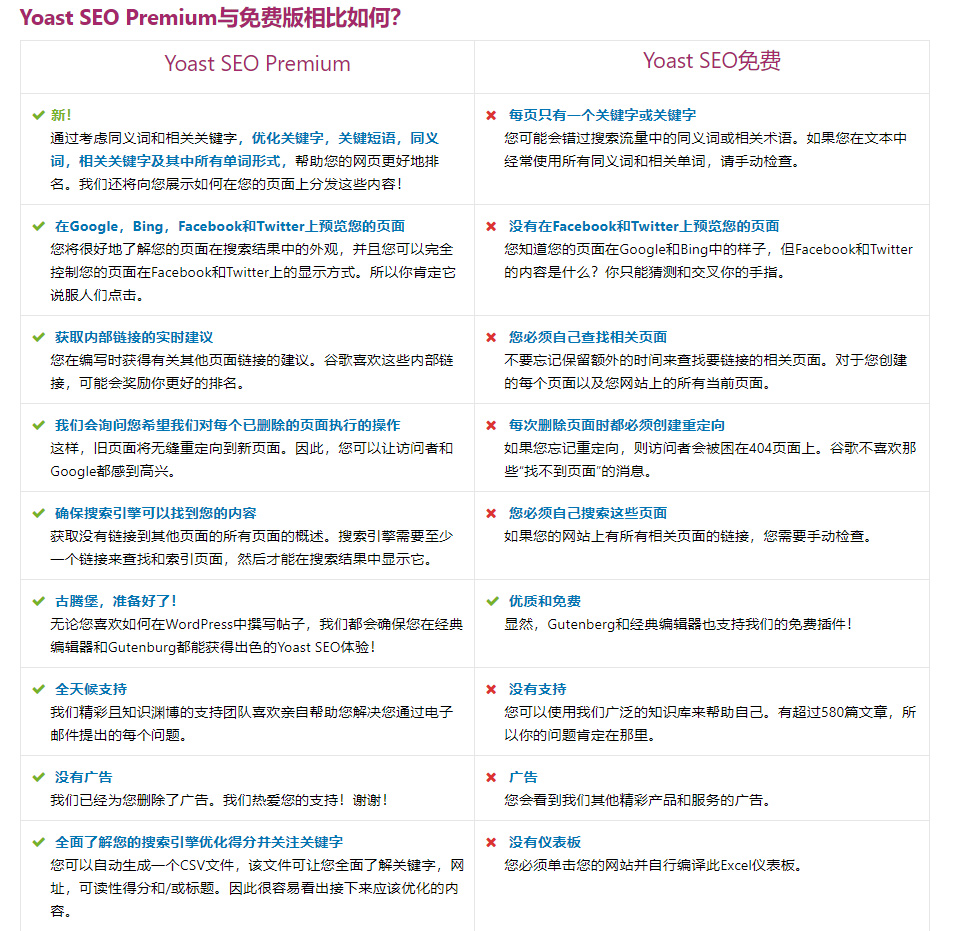 Yoast SEO Premium与免费版相比如何？
Yoast SEO Premium
Yoast SEO免费
新！
通过考虑同义词和相关关键字，优化关键字，关键短语，同义
词，相关关键字及其中所有单词形式，帮助您的网页更好地排
名。我们还将向您展示如何在您的页面上分发这些内容！
每页只有一个关键字或关键字
您可能会错过搜索流量中的同义词或相关术语。如果您在文本中
经常使用所有同义词和相关单词，请手动检查。
在Google，Bing，Facebook和Twitter上预览您的页面
您将很好地了解您的页面在搜索结果中的外观，并且您可以完全
控制您的页面在Facebook和Twitter上的显示方式。所以你肯定它
说服人们点击。
没有在Facebook和Twitter上预览您的页面
您知道您的页面在Google和Bing中的样子，但Facebook和Twitter
的内容是什么？你只能猜测和交叉你的手指。
获取内部链接的实时建议
您在编写时获得有关其他页面链接的建议。谷歌喜欢这些内部链
接，可能会奖励你更好的排名。
您必须自己查找相关页面
不要忘记保留额外的时间来查找要链接的相关页面。对于您创建
的每个页面以及您网站上的所有当前页面。
我们会询问您希望我们对每个已删除的页面执行的操作
这样，旧页面将无缝重定向到新页面。因此，您可以让访问者和
Google都感到高兴。
每次删除页面时都必须创建重定向
如果您忘记重定向，则访问者会被困在404页面上。谷歌不喜欢那
些“找不到页面”的消息。
确保搜索引擎可以找到您的内容
获取没有链接到其他页面的所有页面的概述。搜索引擎需要至少
一个链接来查找和索引页面，然后才能在搜索结果中显示它。
您必须自己搜索这些页面
如果您的网站上有所有相关页面的链接，您需要手动检查。
古腾堡，准备好了！
无论您喜欢如何在WordPress中撰写帖子，我们都会确保您在经典
编辑器和Gutenburg都能获得出色的Yoast SEO体验！
优质和免费
显然，Gutenberg和经典编辑器也支持我们的免费插件！
全天候支持
我们精彩且知识渊博的支持团队喜欢亲自帮助您解决您通过电子
邮件提出的每个问题。
没有支持
您可以使用我们广泛的知识库来帮助自己。有超过580篇文章，所
以你的问题肯定在那里。
没有广告
我们已经为您删除了广告。我们热爱您的支持！谢谢！
广告
您会看到我们其他精彩产品和服务的广告。
全面了解您的搜索引擎优化得分并关注关键字
您可以自动生成一个CSV文件，该文件可让您全面了解关键字，网
址，可读性得分和/或标题。因此很容易看出接下来应该优化的内
容。
没有仪表板
您必须单击您的网站并自行编译此Excel仪表板。